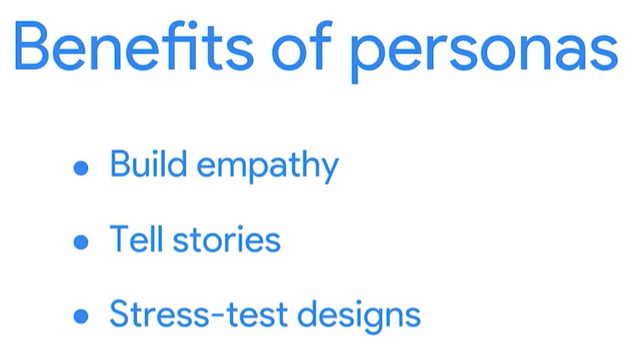 Benefits of personas
• Build empathy
• Tell stories
• Stress-test designs